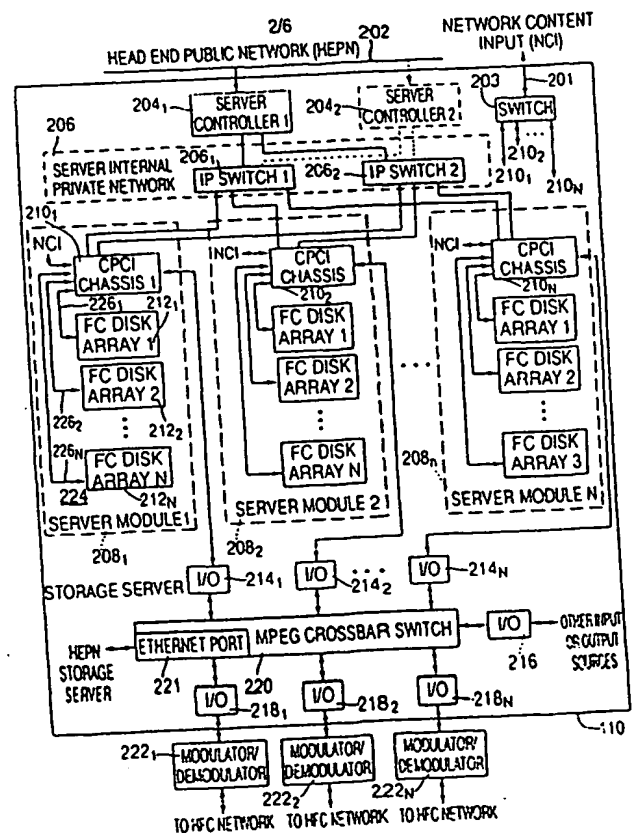 2/6
HEAD END PUBLIC NETWORK (HEPN)
202
NETWORK CONTENT
INPUT (NCI)
201
203
SWITCH
210₁
210₂
210N
204₁
SERVER
CONTROLLER 1
204₂
SERVER
CONTROLLER 2
206
SERVER INTERNAL
PRIVATE NETWORK
206₁
IP SWITCH 1
206₂
IP SWITCH 2
210₁
NCI
CPCI
CHASSIS 1
226₁
212₁
FC DISK
ARRAY 1
FC DISK
ARRAY 2
226₂
212₂
226N
FC DISK
ARRAY N
224
212N
SERVER MODULE 1
208₁
NCI
CPCI
CHASSIS
210₂
FC DISK
ARRAY 1
FC DISK
ARRAY 2
FC DISK
ARRAY N
SERVER MODULE 2
208₂
NCI
CPCI
CHASSIS
210N
FC DISK
ARRAY 1
FC DISK
ARRAY 2
FC DISK
ARRAY 3
208n
SERVER MODULE N
STORAGE SERVER
I/O
214₁
I/O
214₂
I/O
214N
HEPN
STORAGE
SERVER
ETHERNET PORT
MPEG CROSSBAR SWITCH
221
220
I/O
216
OTHER INPUT
OR OUTPUT
SOURCES
I/O
218₁
I/O
218₂
I/O
218N
110
222₁
MODULATOR/
DEMODULATOR
MODULATOR/
DEMODULATOR
222₂
MODULATOR/
DEMODULATOR
222N
TO HFC NETWORK
TO HFC NETWORK
TO HFC NETWORK